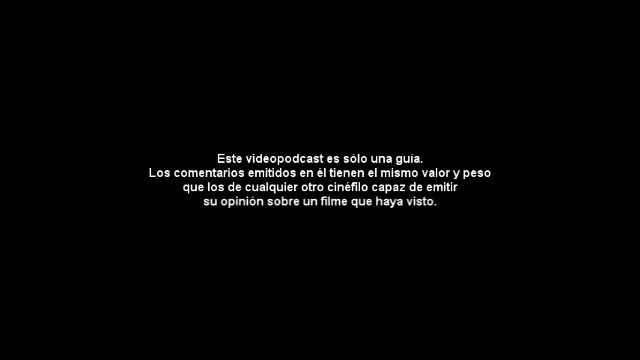 Este videopodcast es sólo una guía.
Los comentarios emitidos en él tienen el mismo valor y peso
que los de cualquier otro cinéfilo capaz de emitir
su opinión sobre un filme que haya visto.